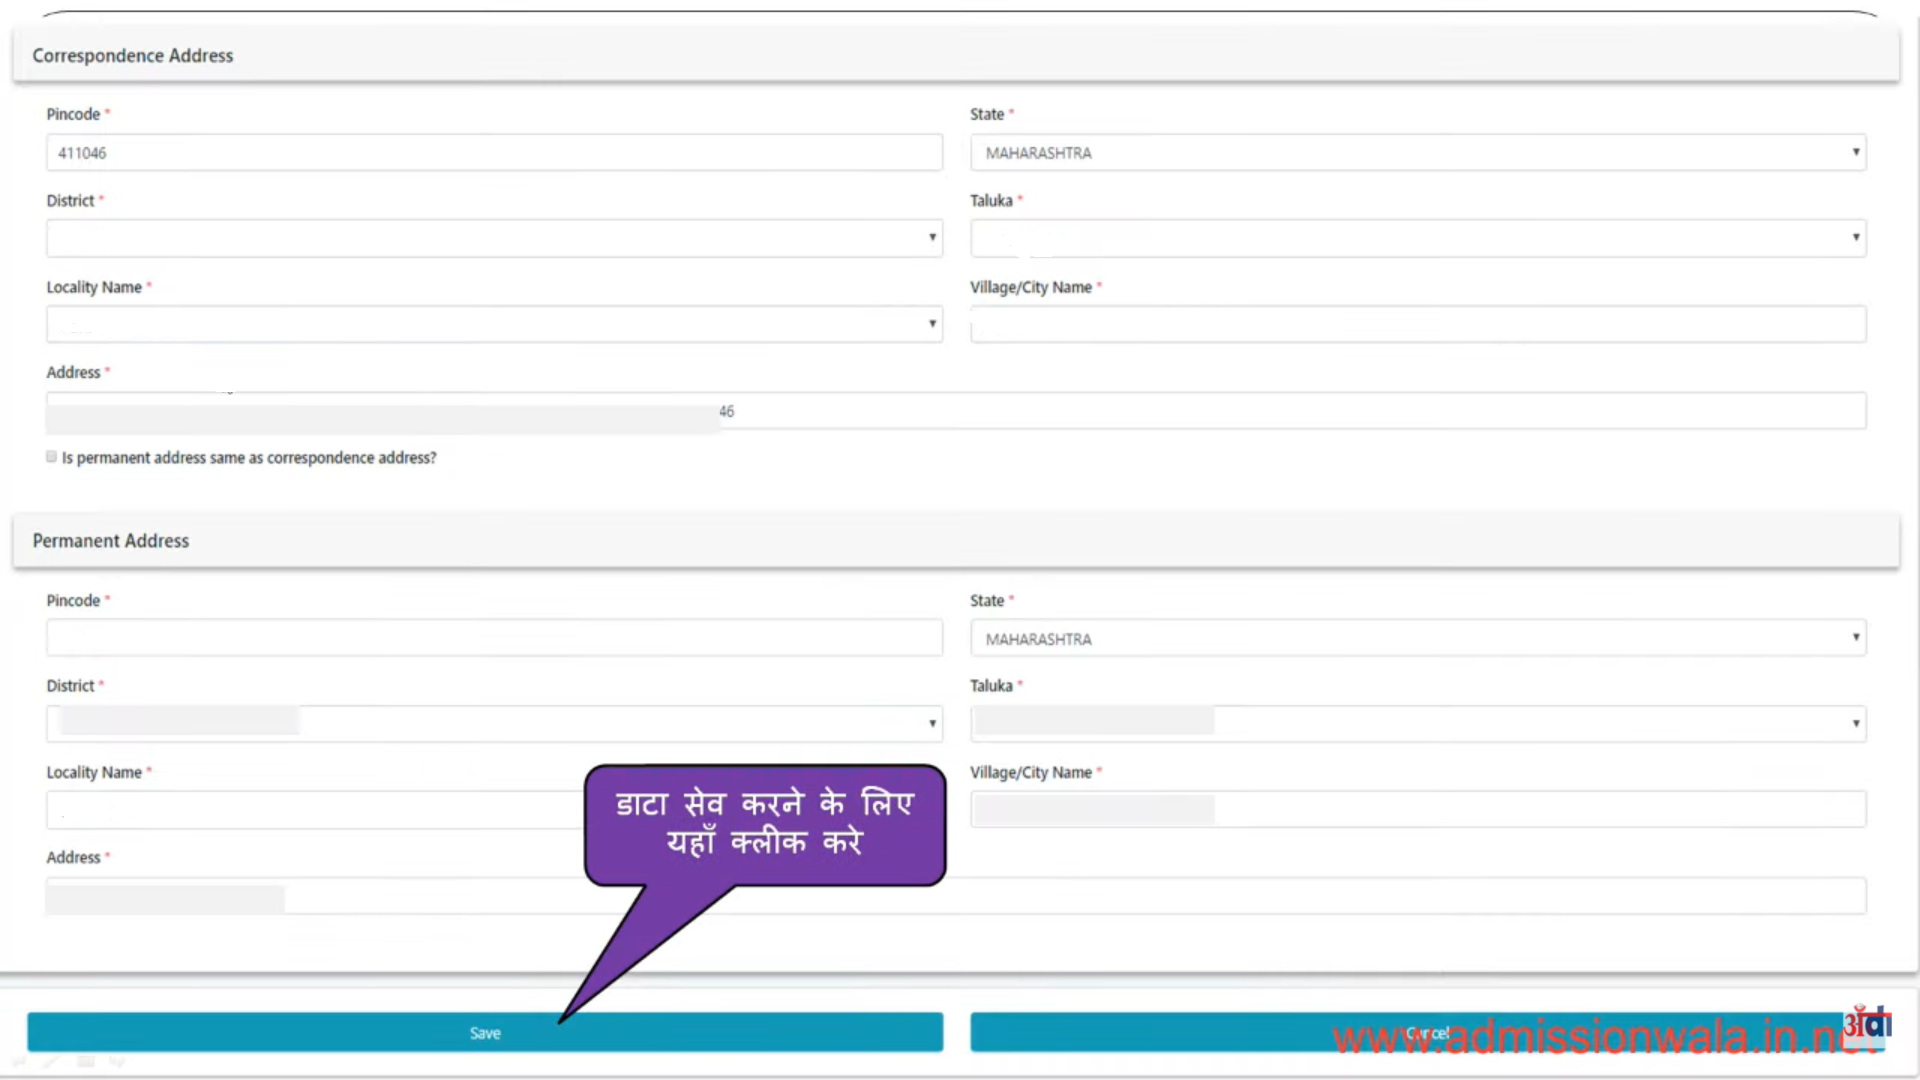 Correspondence Address
Pincode *
State *
411046
MAHARASHTRA
District *
Taluka *
Locality Name *
Village/City Name *
Address *
46
Is permanent address same as correspondence address?
Permanent Address
Pincode *
State *
MAHARASHTRA
District *
Taluka *
Locality Name *
Village/City Name *
डाटा सेव करने के लिए
यहाँ क्लीक करे
Address *
Save
Cancel
www.admissionwala.in.net
अवा